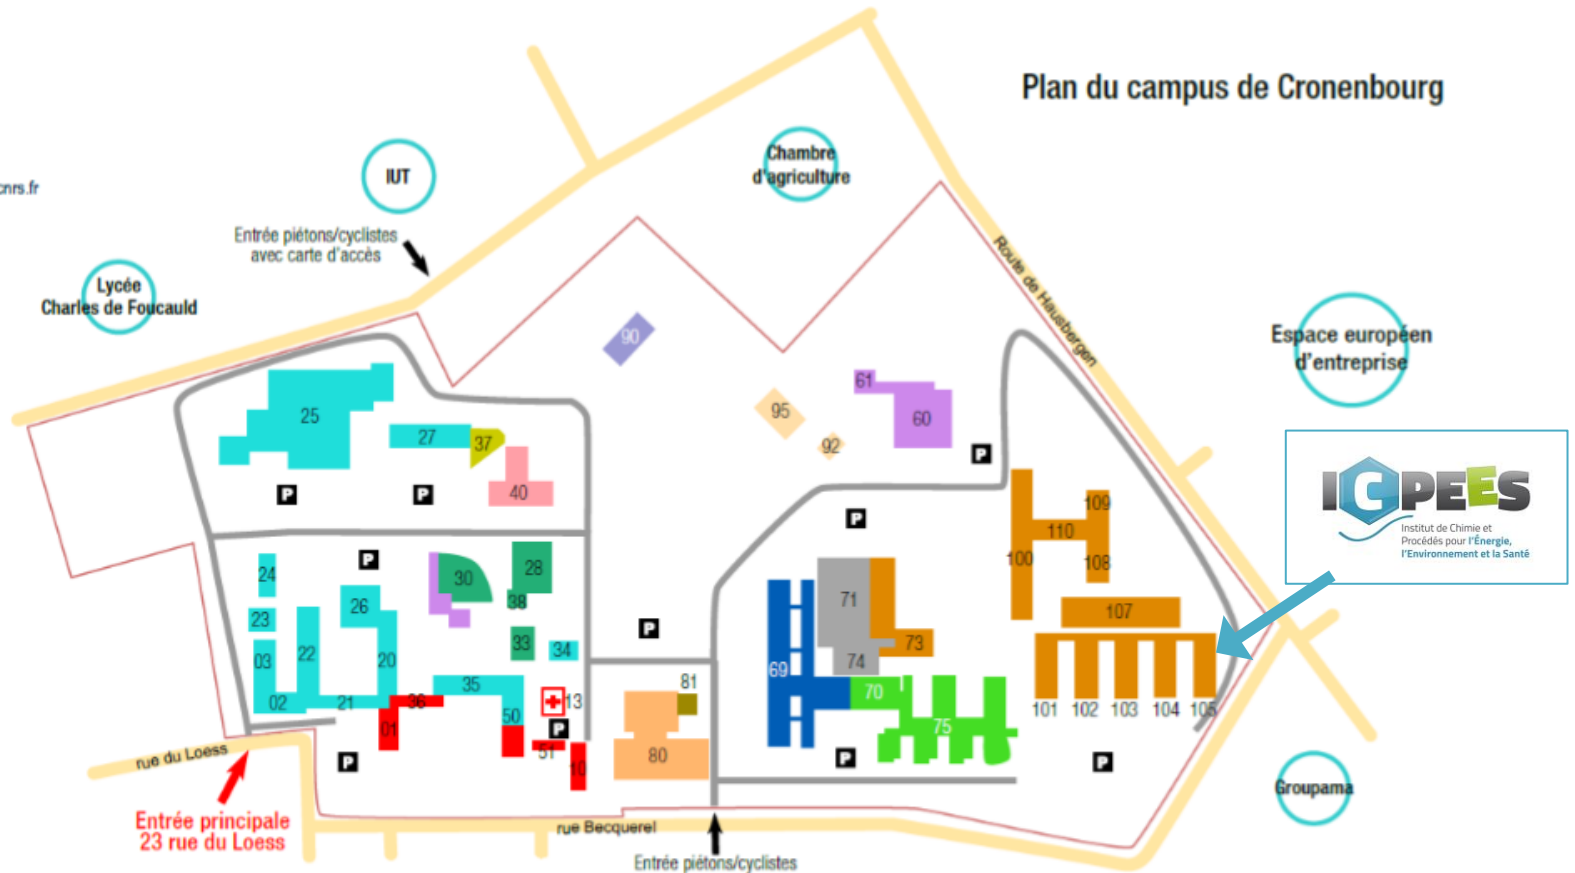 Plan du campus de Cronenbourg
cnrs.fr
IUT
Chambre
d'agriculture
Entrée piétons/cyclistes
avec carte d'accès
Lycée
Charles de Foucauld
Route de Hausbergen
Espace européen
d'entreprise
ICPEES
Institut de Chimie et
Procédés pour l'Énergie,
l'Environnement et la Santé
90
61
60
95
92
25
27
37
40
P
P
P
P
109
110
100
108
24
P
30
28
38
26
23
33
34
03
22
20
02
21
36
35
50
13
01
P
51
10
P
P
81
80
71
73
74
69
70
75
P
107
101
102
103
104
105
P
rue du Loess
Entrée principale
23 rue du Loess
rue Becquerel
Entrée piétons/cyclistes
Groupama